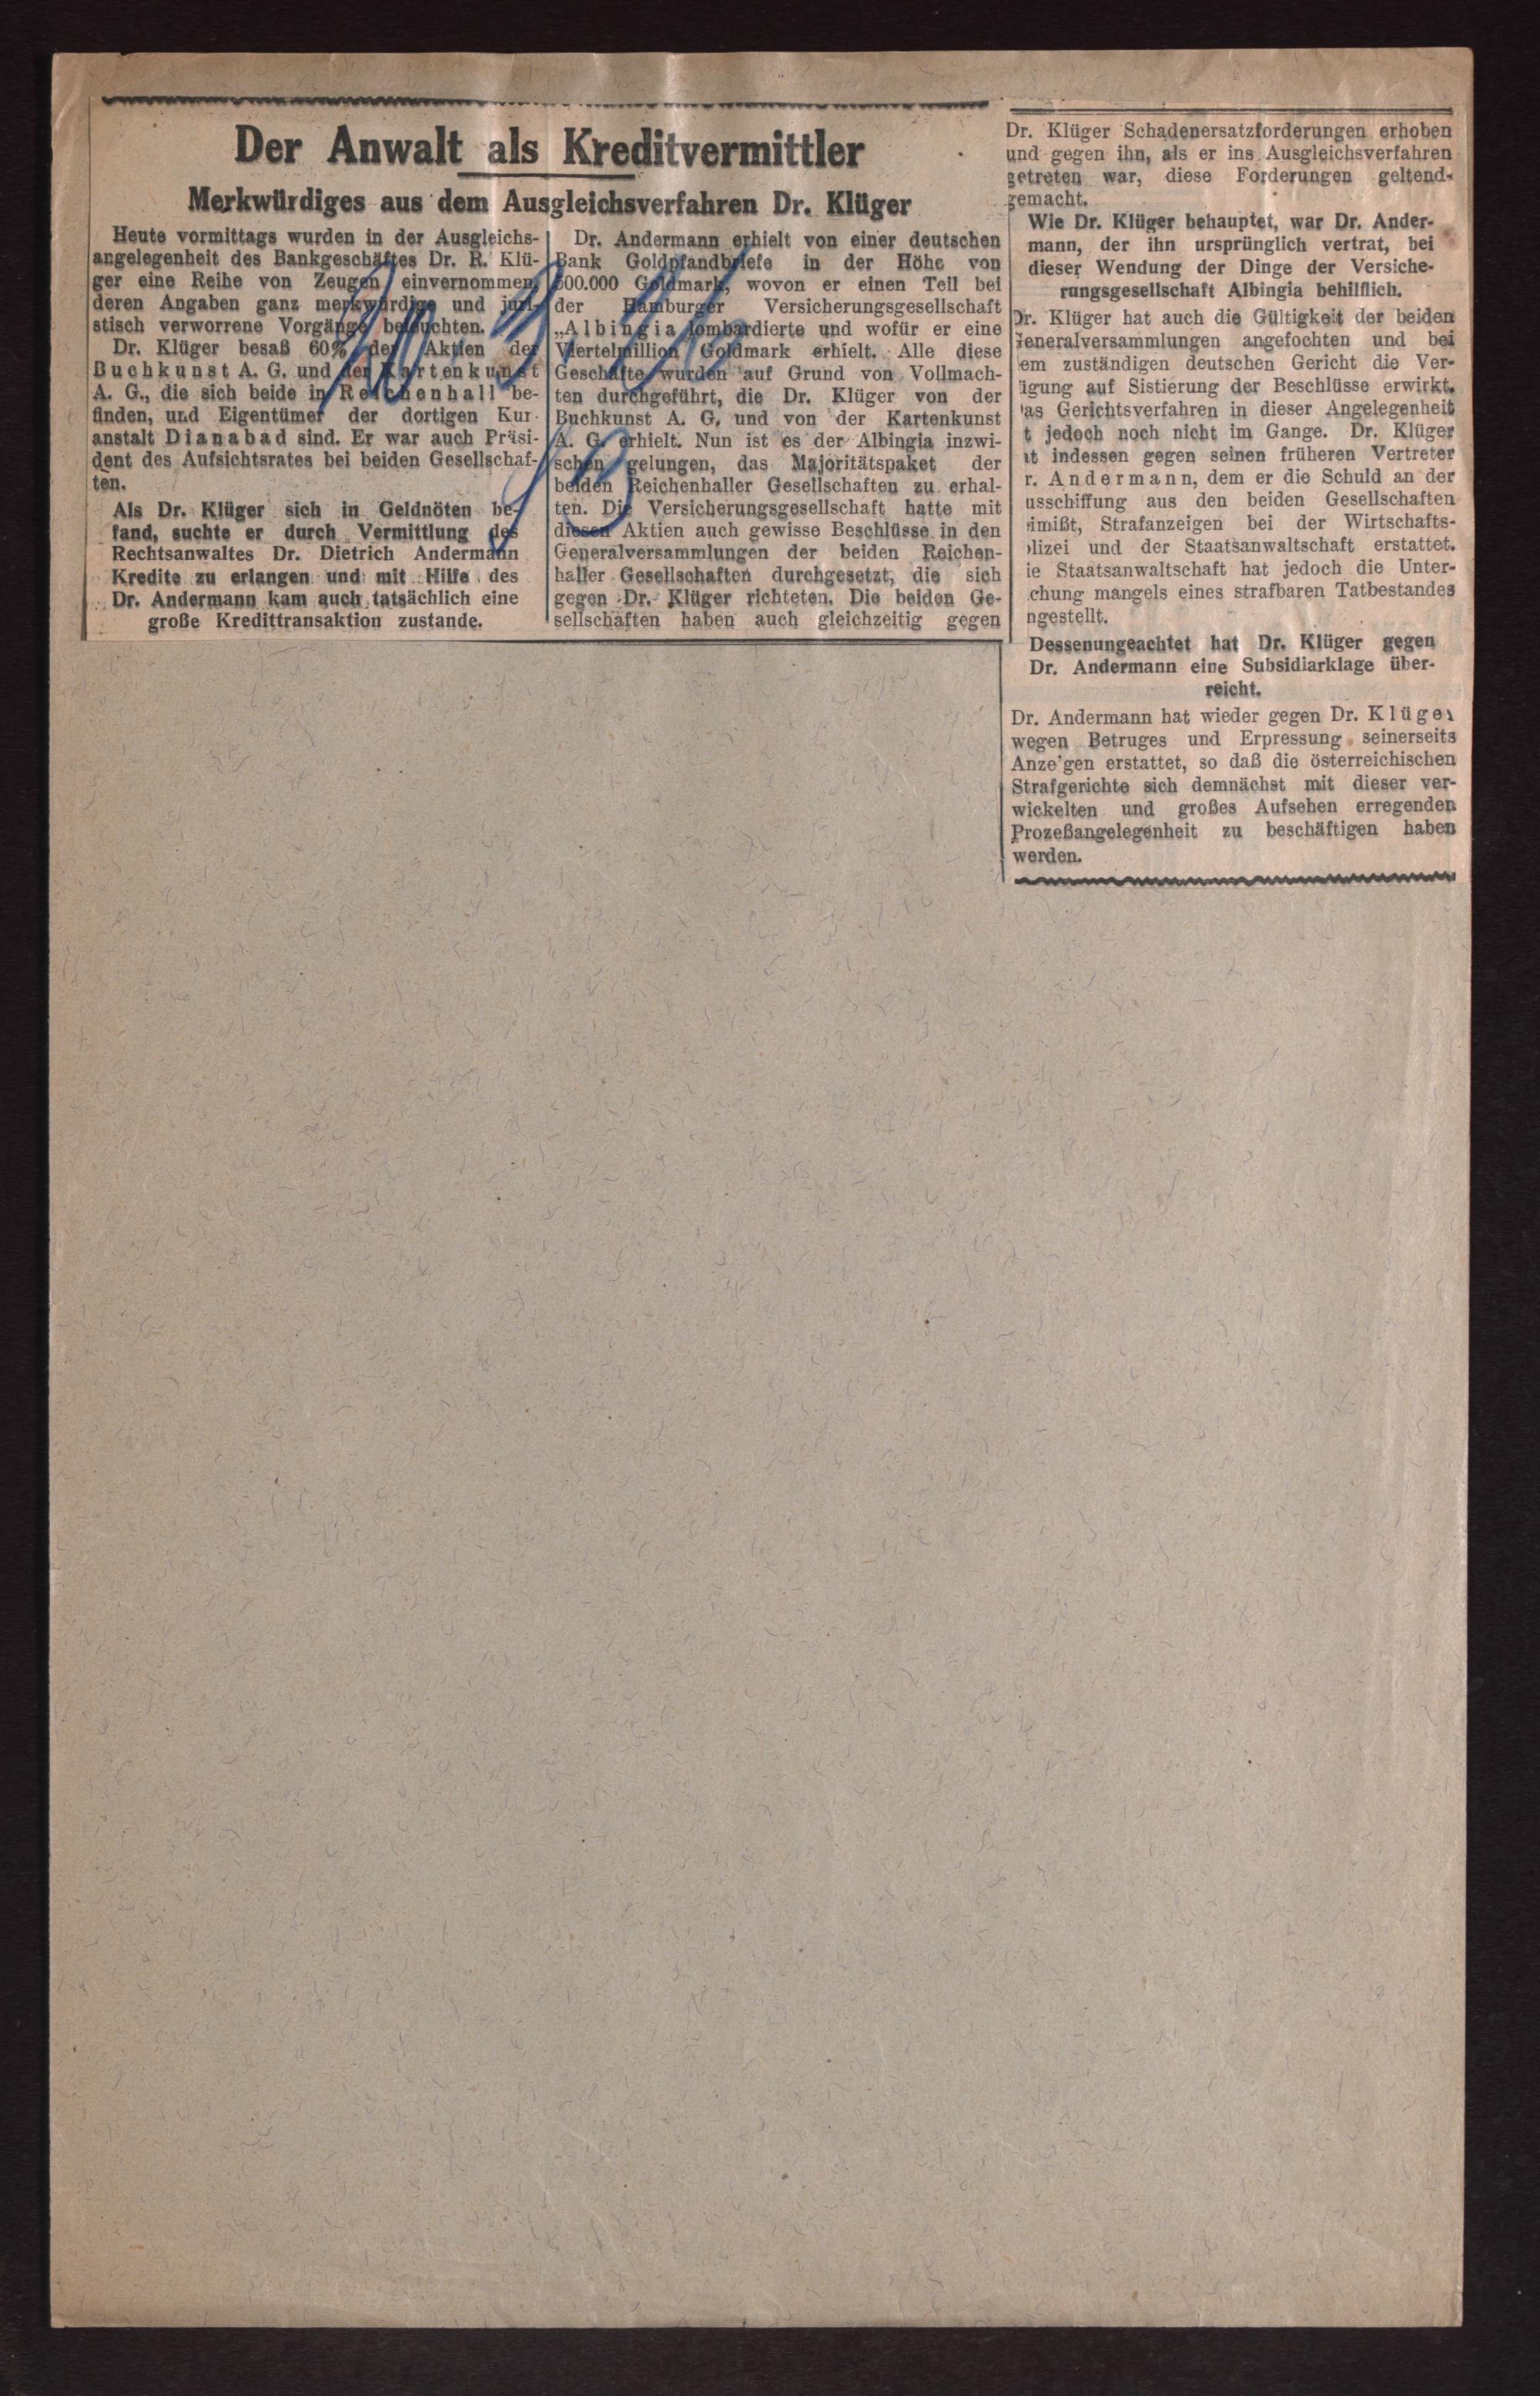 Der Anwalt als Kreditvermittler
Merkwürdiges aus dem Ausgleichsverfahren Dr. Klüger
Heute vormittags wurden in der Ausgleichs-
angelegenheit des Bankgeschäftes Dr. R. Klü-
ger eine Reihe von Zeugen einvernommen,
deren Angaben ganz merkwürdige und juri-
stisch verworrene Vorgänge beleuchten.
Dr. Klüger besaß 60% der Aktien der
Buchkunst A. G. und der Kartenkunst
A. G., die sich beide in Reichenhall be-
finden, und Eigentümer der dortigen Kur-
anstalt Dianabad sind. Er war auch Präsi-
dent des Aufsichtsrates bei beiden Gesellschaf-
ten.
Als Dr. Klüger sich in Geldnöten be-
fand, suchte er durch Vermittlung des
Rechtsanwaltes Dr. Dietrich Andermann
Kredite zu erlangen und mit Hilfe des
Dr. Andermann kam auch tatsächlich eine
große Kredittransaktion zustande.
Dr. Andermann erhielt von einer deutschen
Bank Goldpfandbriefe in der Höhe von
500.000 Goldmark, wovon er einen Teil bei
der Hamburger Versicherungsgesellschaft
„Albingia lombardierte und wofür er eine
Viertelmillion Goldmark erhielt. Alle diese
Geschäfte wurden auf Grund von Vollmach-
ten durchgeführt, die Dr. Klüger von der
Buchkunst A. G. und von der Kartenkunst
A. G. erhielt. Nun ist es der Albingia inzwi-
schen gelungen, das Majoritätspaket der
beiden Reichenhaller Gesellschaften zu erhal-
ten. Die Versicherungsgesellschaft hatte mit
diesen Aktien auch gewisse Beschlüsse in den
Generalversammlungen der beiden Reichen-
haller Gesellschaften durchgesetzt, die sich
gegen Dr. Klüger richteten. Die beiden Ge-
sellschaften haben auch gleichzeitig gegen
Dr. Klüger Schadenersatzforderungen erhoben
und gegen ihn, als er ins Ausgleichsverfahren
getreten war, diese Forderungen geltend-
gemacht.
Wie Dr. Klüger behauptet, war Dr. Ander-
mann, der ihn ursprünglich vertrat, bei
dieser Wendung der Dinge der Versiche-
rungsgesellschaft Albingia behilflich.
Dr. Klüger hat auch die Gültigkeit der beiden
Generalversammlungen angefochten und bei
em zuständigen deutschen Gericht die Ver-
ügung auf Sistierung der Beschlüsse erwirkt.
as Gerichtsverfahren in dieser Angelegenheit
t jedoch noch nicht im Gange. Dr. Klüger
at indessen gegen seinen früheren Vertreter
r. Andermann, dem er die Schuld an der
usschiffung aus den beiden Gesellschaften
imißt, Strafanzeigen bei der Wirtschafts-
olizei und der Staatsanwaltschaft erstattet.
ie Staatsanwaltschaft hat jedoch die Unter-
chung mangels eines strafbaren Tatbestandes
ngestellt.
Dessenungeachtet hat Dr. Klüger gegen
Dr. Andermann eine Subsidiarklage über-
reicht.
Dr. Andermann hat wieder gegen Dr. Klüger
wegen Betruges und Erpressung seinerseits
Anze'gen erstattet, so daß die österreichischen
Strafgerichte sich demnächst mit dieser ver-
wickelten und großes Aufsehen erregenden
Prozeßangelegenheit zu beschäftigen haben
werden.